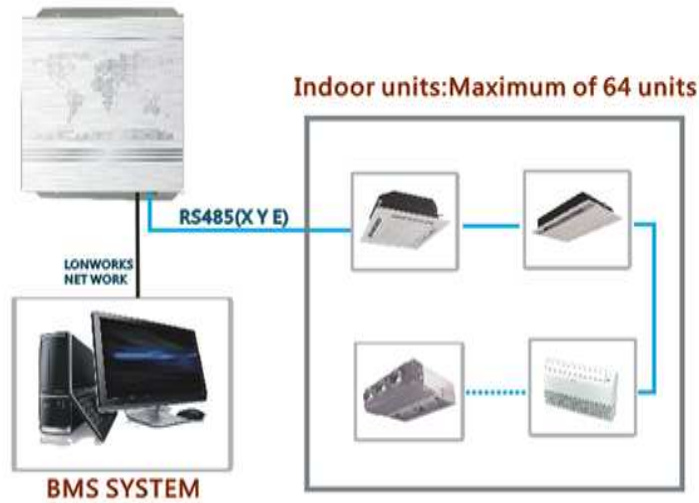 Indoor units:Maximum of 64 units
RS485(X Y E)
LONWORKS
NET WORK
BMS SYSTEM